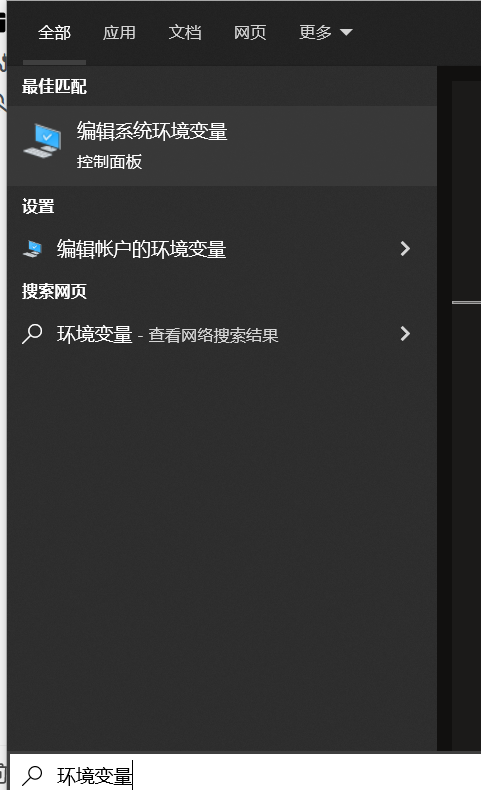 全部 应用 文档 网页 更多
最佳匹配
编辑系统环境变量
控制面板
设置
编辑帐户的环境变量
搜索网页
环境变量 - 查看网络搜索结果
环境变量